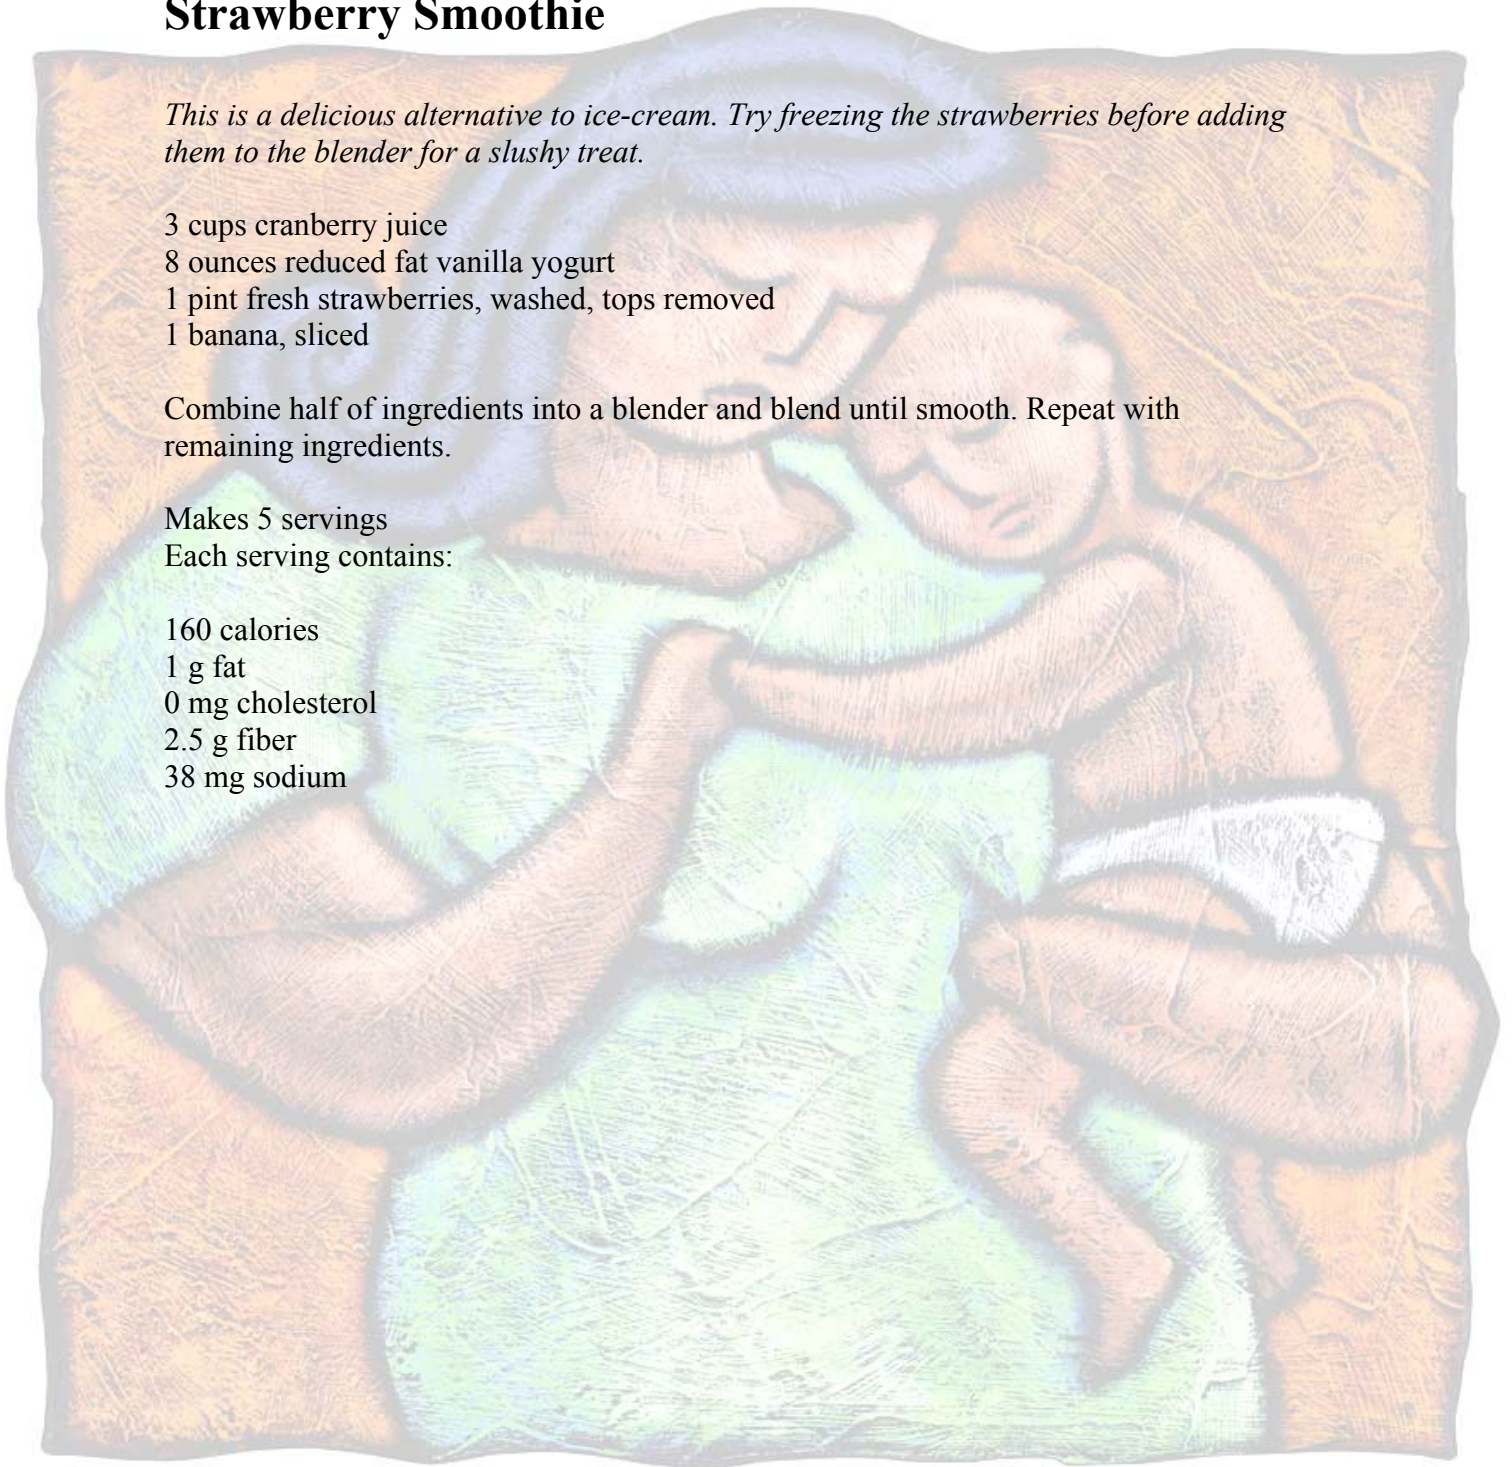 Strawberry Smoothie
This is a delicious alternative to ice-cream. Try freezing the strawberries before adding
them to the blender for a slushy treat.
3 cups cranberry juice
8 ounces reduced fat vanilla yogurt
1 pint fresh strawberries, washed, tops removed
1 banana, sliced
Combine half of ingredients into a blender and blend until smooth. Repeat with
remaining ingredients.
Makes 5 servings
Each serving contains:
160 calories
1 g fat
0 mg cholesterol
2.5 g fiber
38 mg sodium